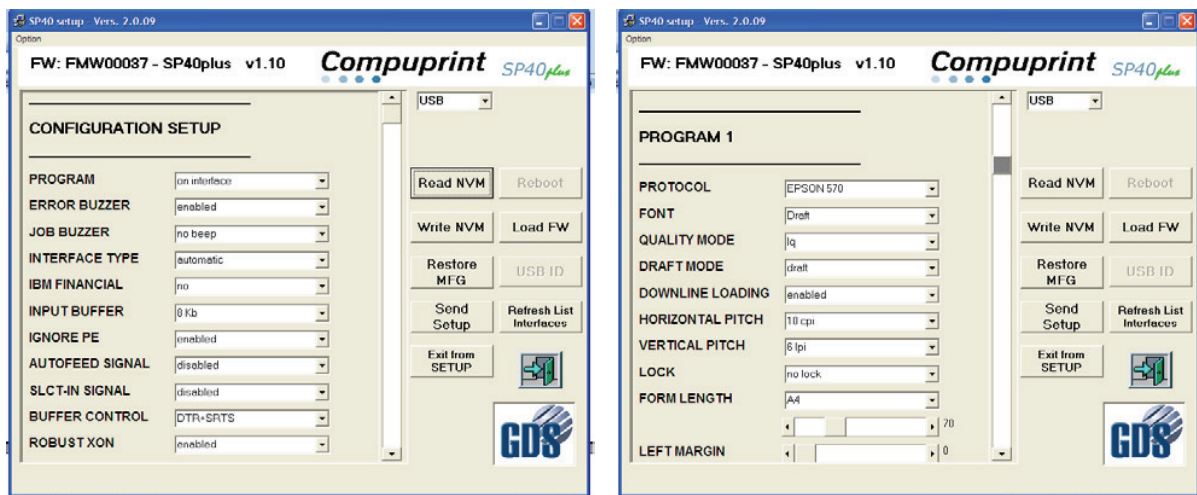 SP40 setup - Vers. 2.0.09
Option
FW: FMW00037 - SP40plus v1.10
Compuprint SP40plus
CONFIGURATION SETUP
PROGRAM on interface
ERROR BUZZER enabled
JOB BUZZER no beep
INTERFACE TYPE automatic
IBM FINANCIAL no
INPUT BUFFER 8 Kb
IGNORE PE enabled
AUTOFEED SIGNAL disabled
SLCT-IN SIGNAL disabled
BUFFER CONTROL DTR+SRTS
ROBUST XON enabled
USB
Read NVM Reboot
Write NVM Load FW
Restore MFG USB ID
Send Setup Refresh List Interfaces
Exit from SETUP
GDS
SP40 setup - Vers. 2.0.09
Option
FW: FMW00037 - SP40plus v1.10
Compuprint SP40plus
PROGRAM 1
PROTOCOL EPSON 570
FONT Draft
QUALITY MODE lq
DRAFT MODE draft
DOWNLINE LOADING enabled
HORIZONTAL PITCH 10 cpi
VERTICAL PITCH 6 lpi
LOCK no lock
FORM LENGTH A4
70
LEFT MARGIN 0
USB
Read NVM Reboot
Write NVM Load FW
Restore MFG USB ID
Send Setup Refresh List Interfaces
Exit from SETUP
GDS